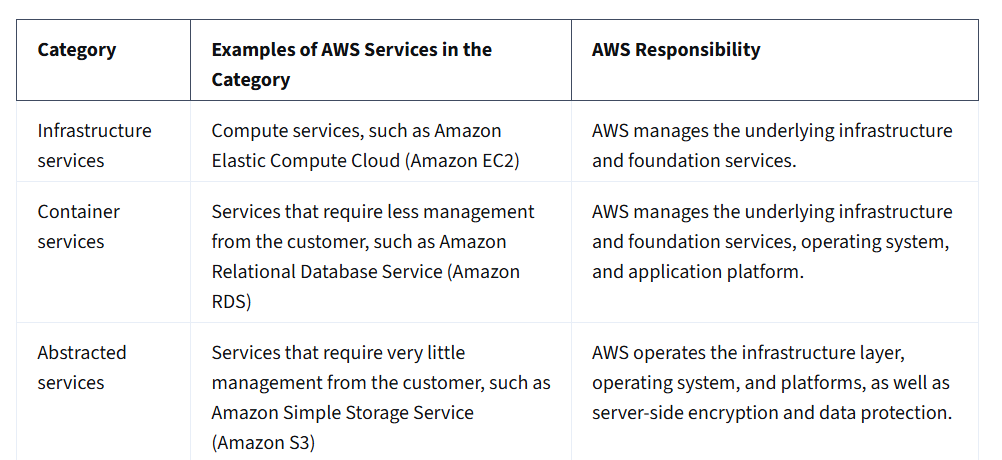 Category
Examples of AWS Services in the
Category
AWS Responsibility
Infrastructure
services
Compute services, such as Amazon
Elastic Compute Cloud (Amazon EC2)
AWS manages the underlying infrastructure
and foundation services.
Container
services
Services that require less management
from the customer, such as Amazon
Relational Database Service (Amazon
RDS)
AWS manages the underlying infrastructure
and foundation services, operating system,
and application platform.
Abstracted
services
Services that require very little
management from the customer, such as
Amazon Simple Storage Service
(Amazon S3)
AWS operates the infrastructure layer,
operating system, and platforms, as well as
server-side encryption and data protection.